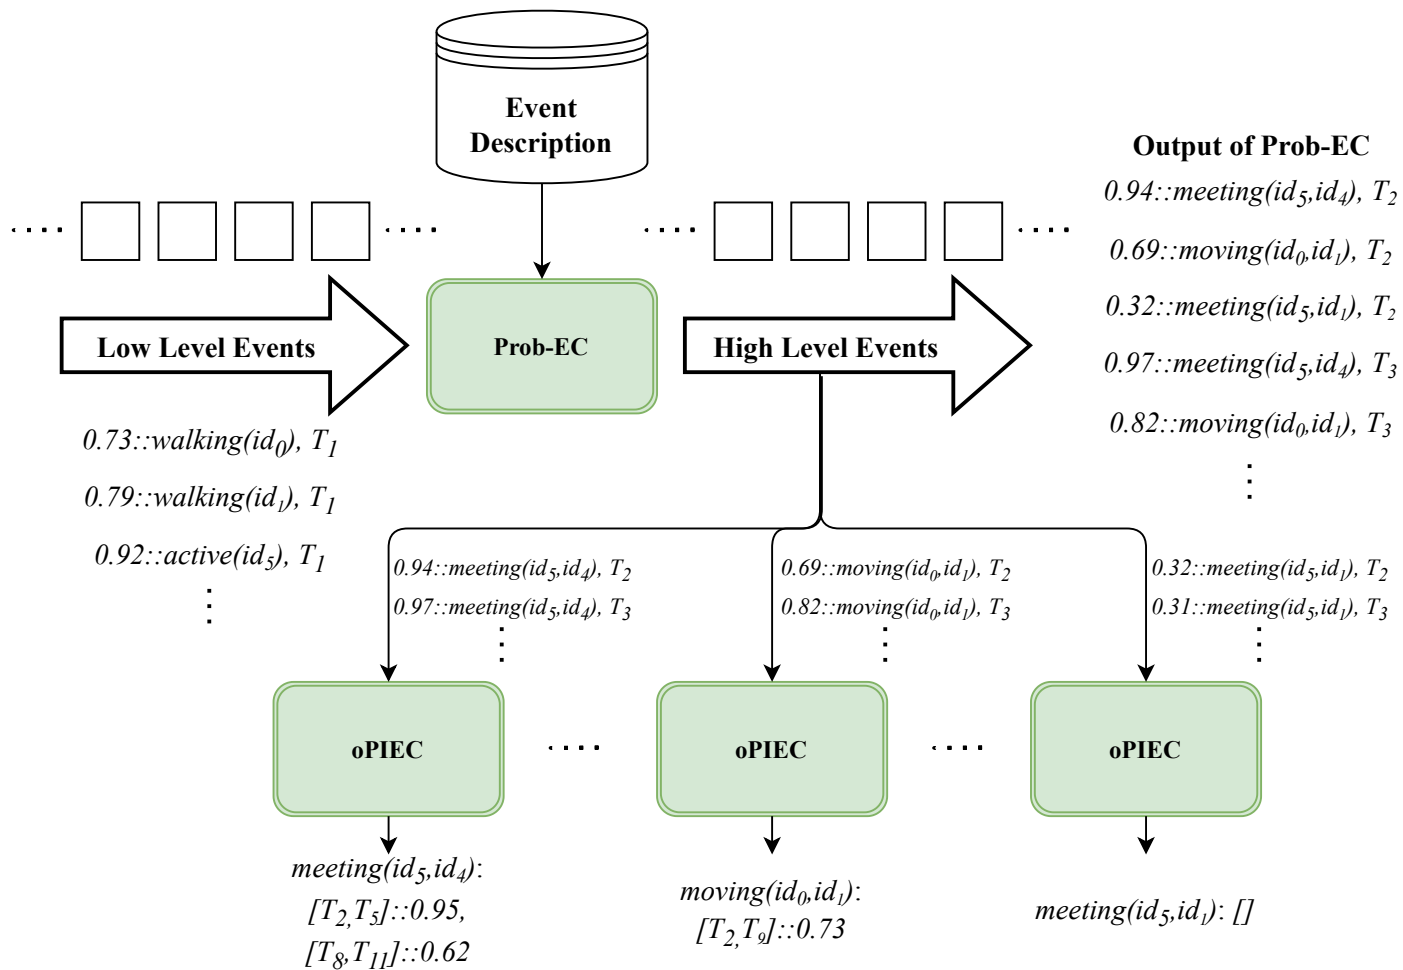 Event
Description
Output of Prob-EC
0.94::meeting(id₅,id₄), T₂
0.69::moving(id₀,id₁), T₂
0.32::meeting(id₅,id₁), T₂
0.97::meeting(id₅,id₄), T₃
0.82::moving(id₀,id₁), T₃
Low Level Events
Prob-EC
High Level Events
0.73::walking(id₀), T₁
0.79::walking(id₁), T₁
0.92::active(id₅), T₁
0.94::meeting(id₅,id₄), T₂
0.97::meeting(id₅,id₄), T₃
0.69::moving(id₀,id₁), T₂
0.82::moving(id₀,id₁), T₃
0.32::meeting(id₅,id₁), T₂
0.31::meeting(id₅,id₁), T₃
oPIEC
oPIEC
oPIEC
meeting(id₅,id₄):
[T₂,T₅]::0.95,
[T₈,T₁₁]::0.62
moving(id₀,id₁):
[T₂,T₉]::0.73
meeting(id₅,id₁): []